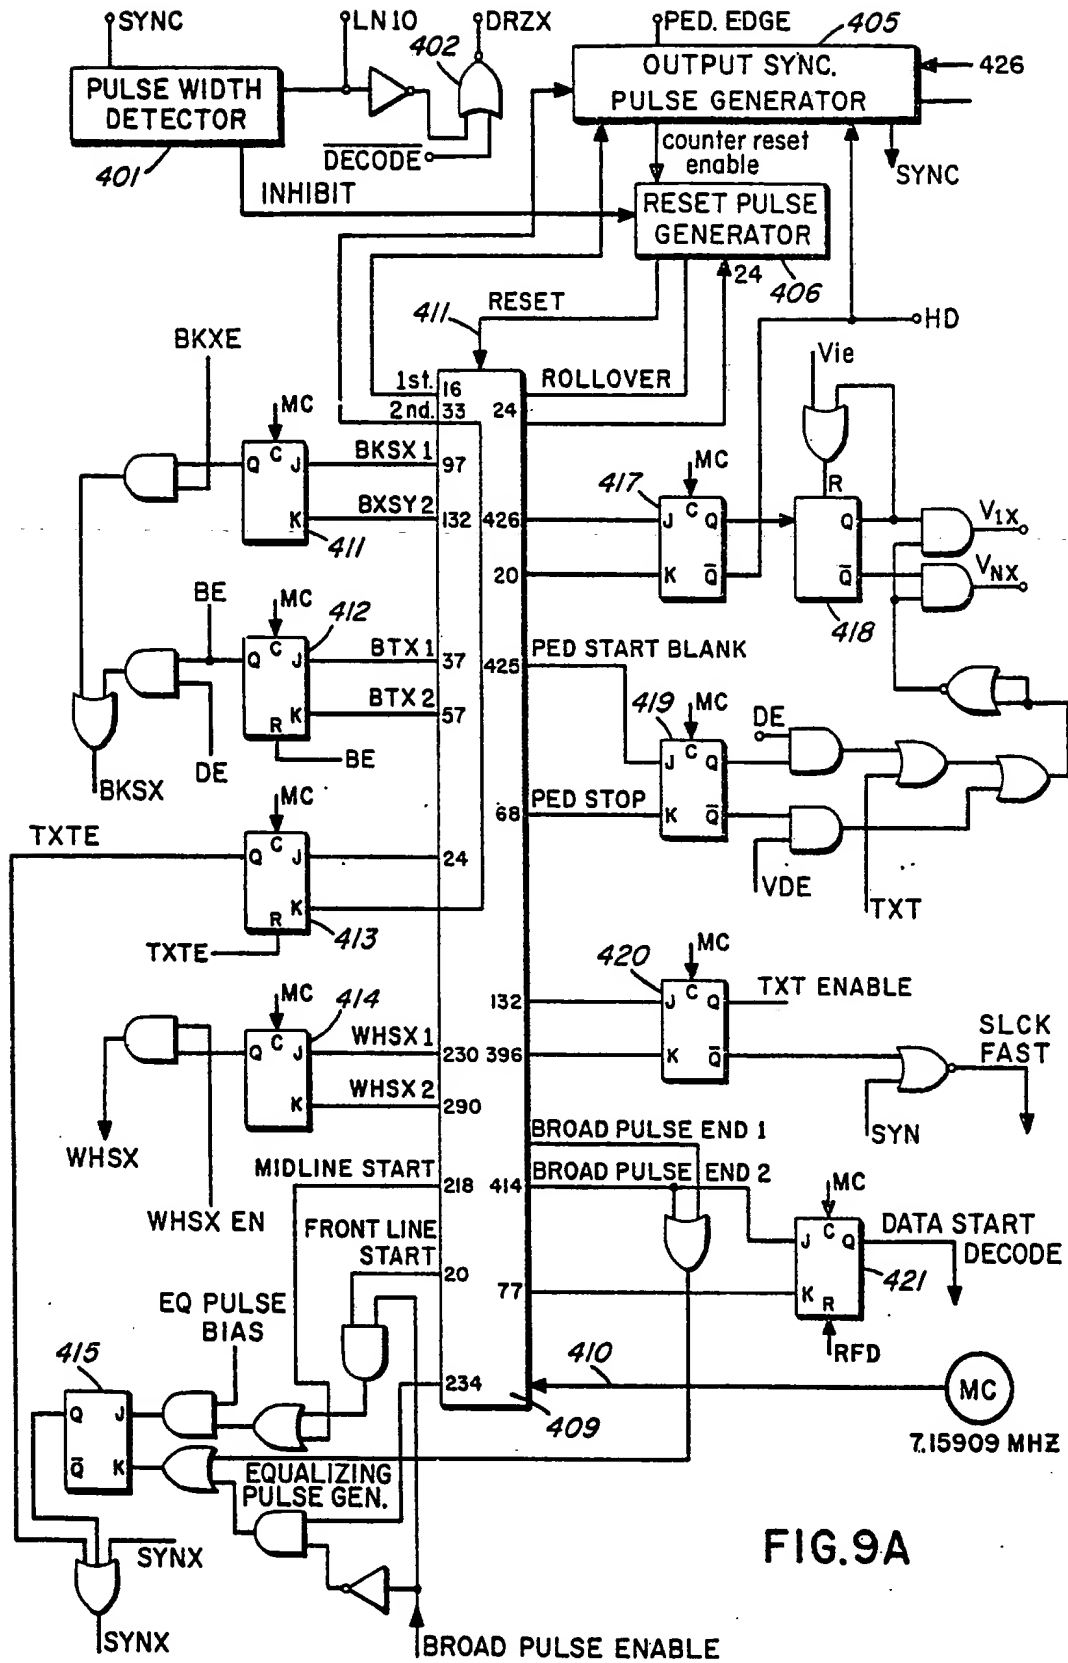 SYNC
LN10
402
DRZX
PED. EDGE
405
PULSE WIDTH
DETECTOR
401
DECODE
OUTPUT SYNC.
PULSE GENERATOR
426
counter reset
enable
SYNC
INHIBIT
RESET PULSE
GENERATOR
24
406
411
RESET
HD
BKXE
1st.
16
ROLLOVER
Vie
2nd.
33
24
MC
Q
C
J
BKSX 1
97
K
BXSY 2
132
411
426
417
MC
J
C
Q
R
Q
V1X
20
K
Q
Q
VNX
418
BE
MC
412
Q
C
J
BTX 1
37
425
PED START BLANK
K
BTX 2
57
R
BE
DE
BKSX
419
MC
DE
J
C
Q
68
PED STOP
K
Q
VDE
TXT
TXTE
MC
Q
C
J
24
K
R
413
TXTE
MC
414
Q
C
J
WHSX 1
230
K
WHSX 2
290
WHSX
WHSX EN
420
MC
132
J
C
Q
TXT ENABLE
396
K
Q
SLCK
FAST
SYN
BROAD PULSE END 1
MIDLINE START
218
414
BROAD PULSE END 2
MC
FRONT LINE
START
20
J
C
Q
DATA START
DECODE
77
K
R
421
RFD
EQ PULSE
BIAS
415
234
410
MC
409
7.15909 MHZ
Q
J
Q
K
EQUALIZING
PULSE GEN.
SYNX
SYNX
BROAD PULSE ENABLE
FIG.9A